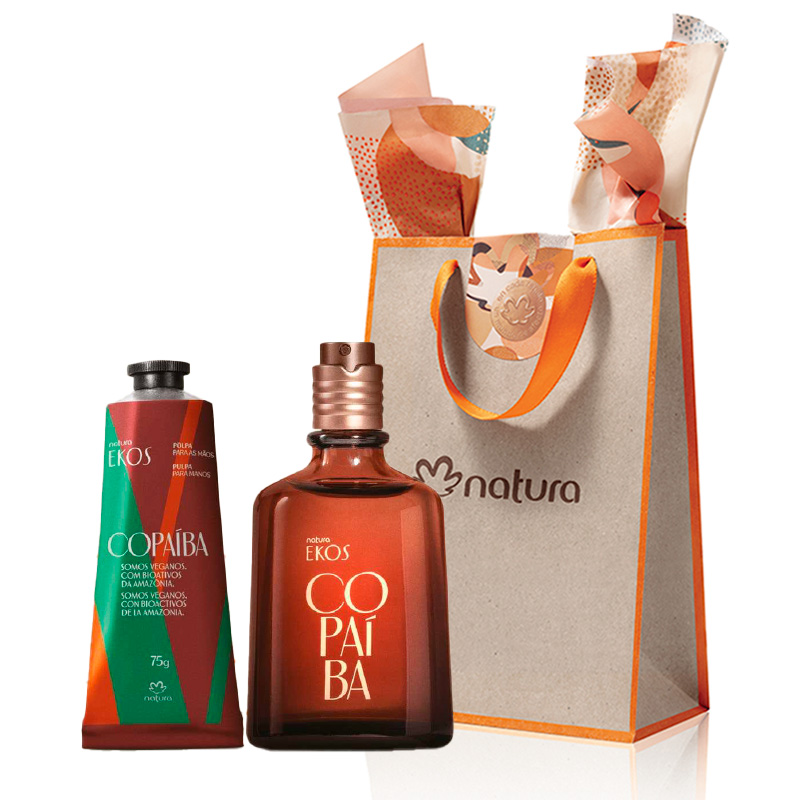 natura
EKOS
POLPA
PARA AS MÃOS
PULPA
PARA MANOS
COPAÍBA
SOMOS VEGANOS,
COM BIOATIVOS
DA AMAZÔNIA.
SOMOS VEGANOS,
CON BIOACTIVOS
DE LA AMAZONIA.
75g
natura
natura
EKOS
CO
PAÍ
BA
natura